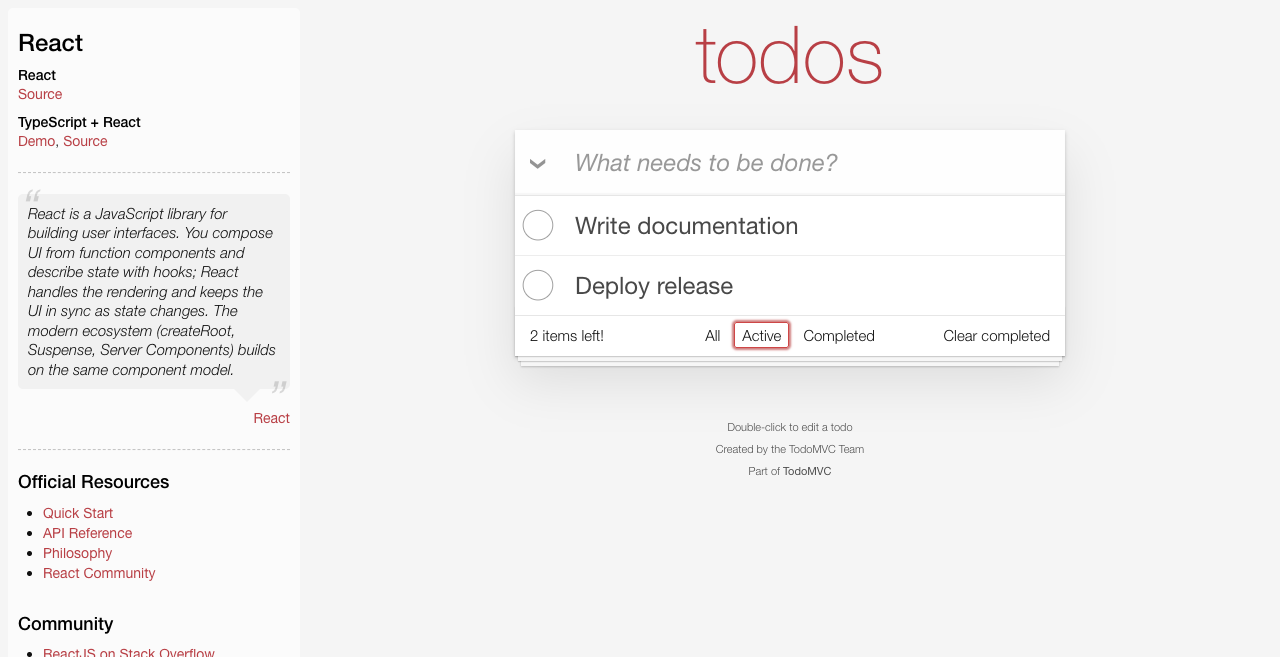 React
React
Source
TypeScript + React
Demo, Source
“
React is a JavaScript library for
building user interfaces. You compose
UI from function components and
describe state with hooks; React
handles the rendering and keeps the
UI in sync as state changes. The
modern ecosystem (createRoot,
Suspense, Server Components) builds
on the same component model.
”
React
Official Resources
Quick Start
API Reference
Philosophy
React Community
Community
ReactJS on Stack Overflow
todos
What needs to be done?
Write documentation
Deploy release
2 items left! All Active Completed Clear completed
Double-click to edit a todo
Created by the TodoMVC Team
Part of TodoMVC